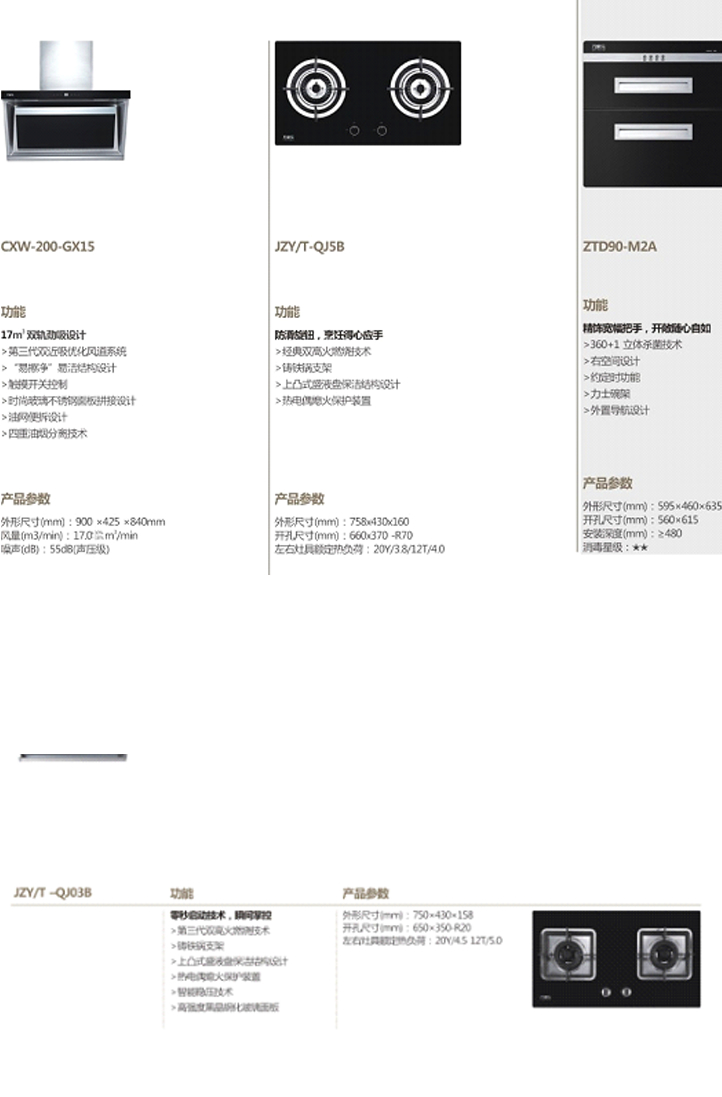 CXW-200-GX15
功能
17m³ 双轨劲吸设计
>第三代双近吸优化风道系统
>“易擦净”易洁结构设计
>触摸开关控制
>时尚玻璃不锈钢面板拼接设计
>油网便拆设计
>四重油烟分离技术
产品参数
外形尺寸(mm)：900 ×425 ×840mm
风量(m3/min)：17.0 m³/min
噪声(dB)：55dB(声压级)
JZY/T-QJ5B
功能
防滑旋钮，烹饪得心应手
>经典双高火燃烧技术
>铸铁锅支架
>上凸式盛液盘保洁结构设计
>热电偶熄火保护装置
产品参数
外形尺寸(mm)：758x430x160
开孔尺寸(mm)：660x370 -R70
左右灶具额定热负荷：20Y/3.8/12T/4.0
ZTD90-M2A
功能
精饰宽幅把手，开敞随心自如
>360+1 立体杀菌技术
>右空间设计
>约定时功能
>力士碗架
>外置导航设计
产品参数
外形尺寸(mm)：595×460×635
开孔尺寸(mm)：560×615
安装深度(mm)：≥480
消毒星级：★★
JZY/T -QJ03B
功能
零秒启动技术，瞬间掌控
>第三代双高火燃烧技术
>铸铁锅支架
>上凸式盛液盘保洁结构设计
>热电偶熄火保护装置
>智能稳压技术
>高强度黑晶钢化玻璃面板
产品参数
外形尺寸(mm)：750×430×158
开孔尺寸(mm)：650×350-R20
左右灶具额定热负荷：20Y/4.5 12T/5.0